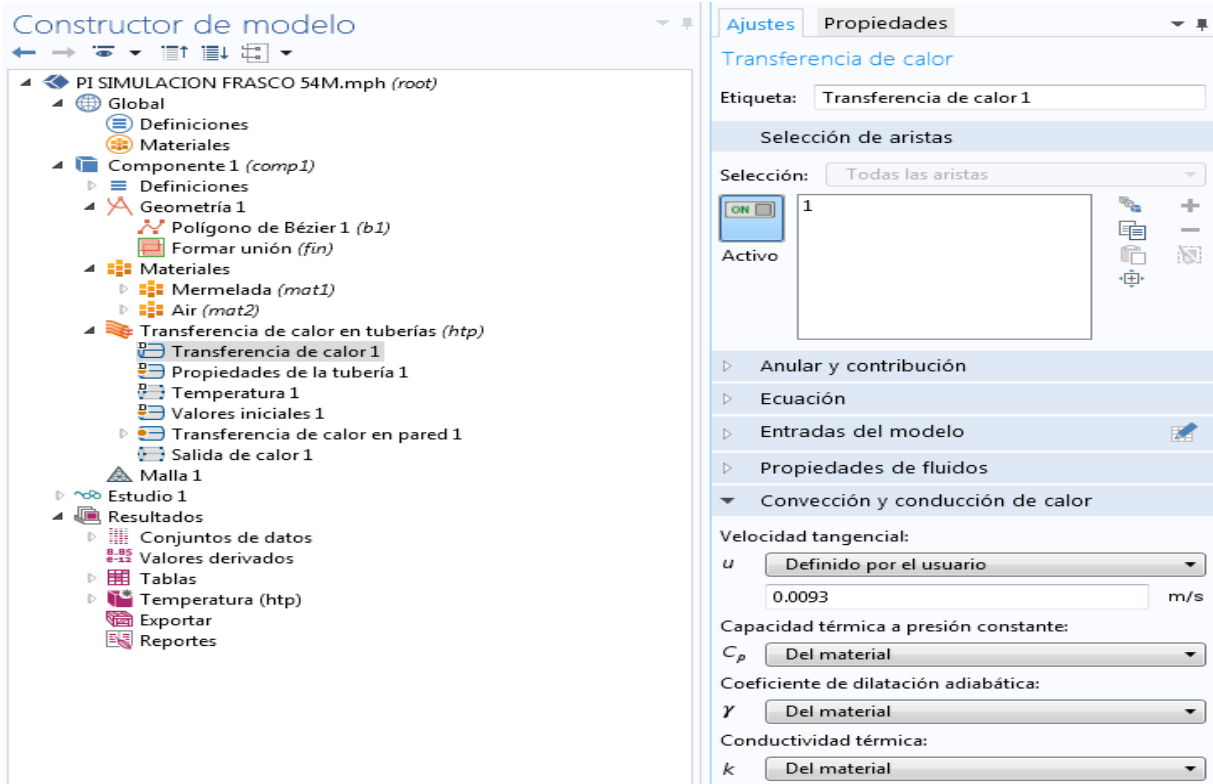 Constructor de modelo
PI SIMULACION FRASCO 54M.mph (root)
Global
Definiciones
Materiales
Componente 1 (comp1)
Definiciones
Geometría 1
Polígono de Bézier 1 (b1)
Formar unión (fin)
Materiales
Mermelada (mat1)
Air (mat2)
Transferencia de calor en tuberías (htp)
Transferencia de calor 1
Propiedades de la tubería 1
Temperatura 1
Valores iniciales 1
Transferencia de calor en pared 1
Salida de calor 1
Malla 1
Estudio 1
Resultados
Conjuntos de datos
8.85
e-12
Valores derivados
Tablas
Temperatura (htp)
Exportar
Reportes
Ajustes Propiedades
Transferencia de calor
Etiqueta: Transferencia de calor 1
Selección de aristas
Selección: Todas las aristas
ON
1
Activo
Anular y contribución
Ecuación
Entradas del modelo
Propiedades de fluidos
Convección y conducción de calor
Velocidad tangencial:
u Definido por el usuario
0.0093 m/s
Capacidad térmica a presión constante:
Cp Del material
Coeficiente de dilatación adiabática:
γ Del material
Conductividad térmica:
k Del material